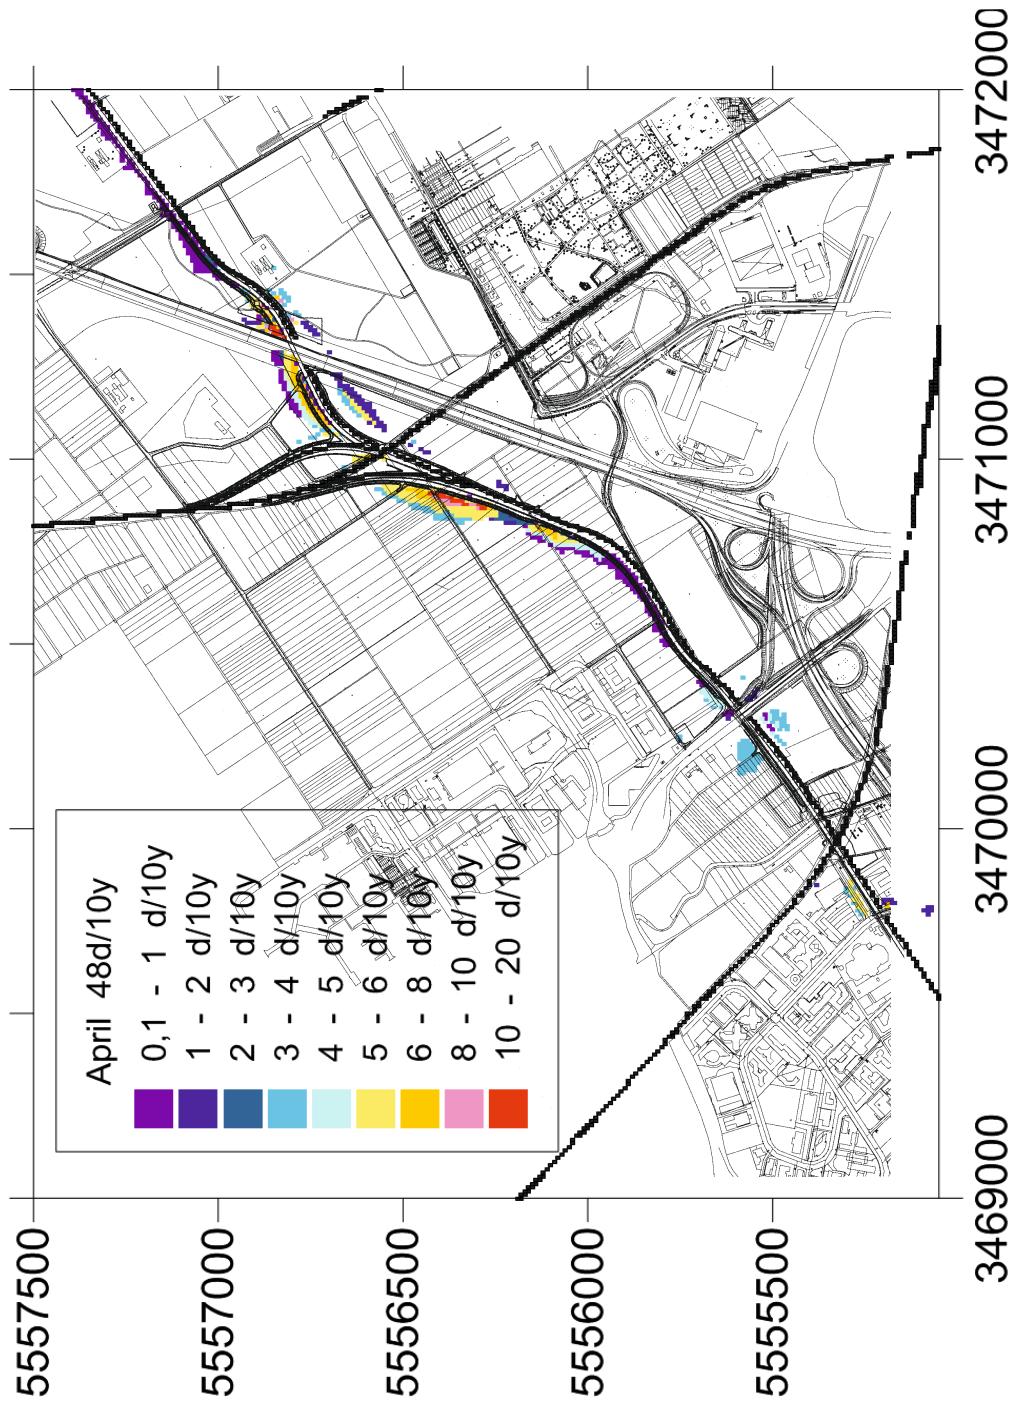 April 48d/10y
0,1 - 1 d/10y
1 - 2 d/10y
2 - 3 d/10y
3 - 4 d/10y
4 - 5 d/10y
5 - 6 d/10y
6 - 8 d/10y
8 - 10 d/10y
10 - 20 d/10y
5557500
5557000
5556500
5556000
5555500
3469000
3470000
3471000
3472000